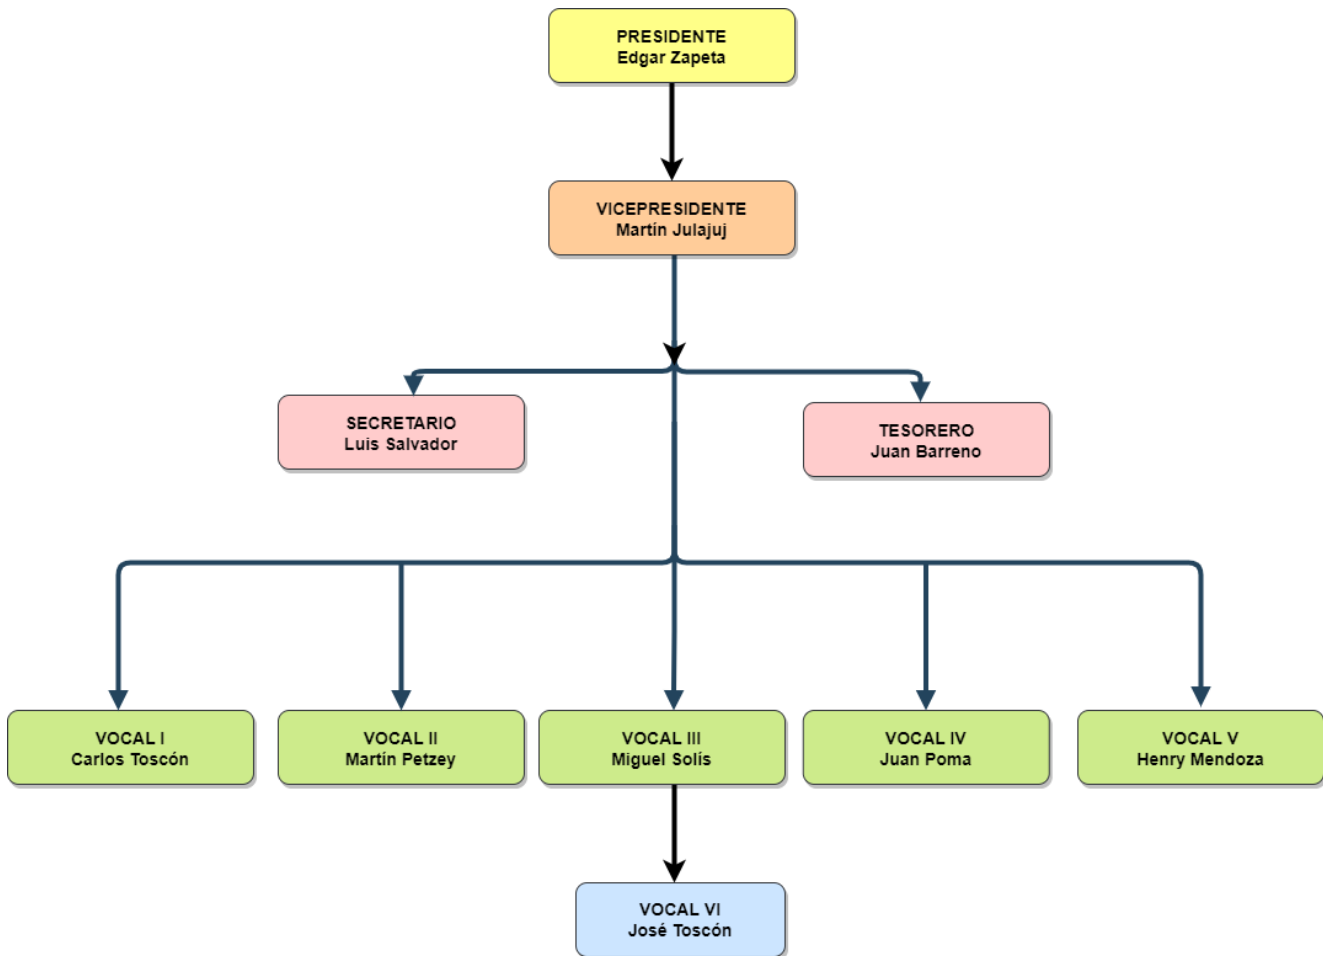 PRESIDENTE
Edgar Zapeta
VICEPRESIDENTE
Martín Julajuj
SECRETARIO
Luis Salvador
TESORERO
Juan Barreno
VOCAL I
Carlos Toscón
VOCAL II
Martín Petzey
VOCAL III
Miguel Solís
VOCAL IV
Juan Poma
VOCAL V
Henry Mendoza
VOCAL VI
José Toscón